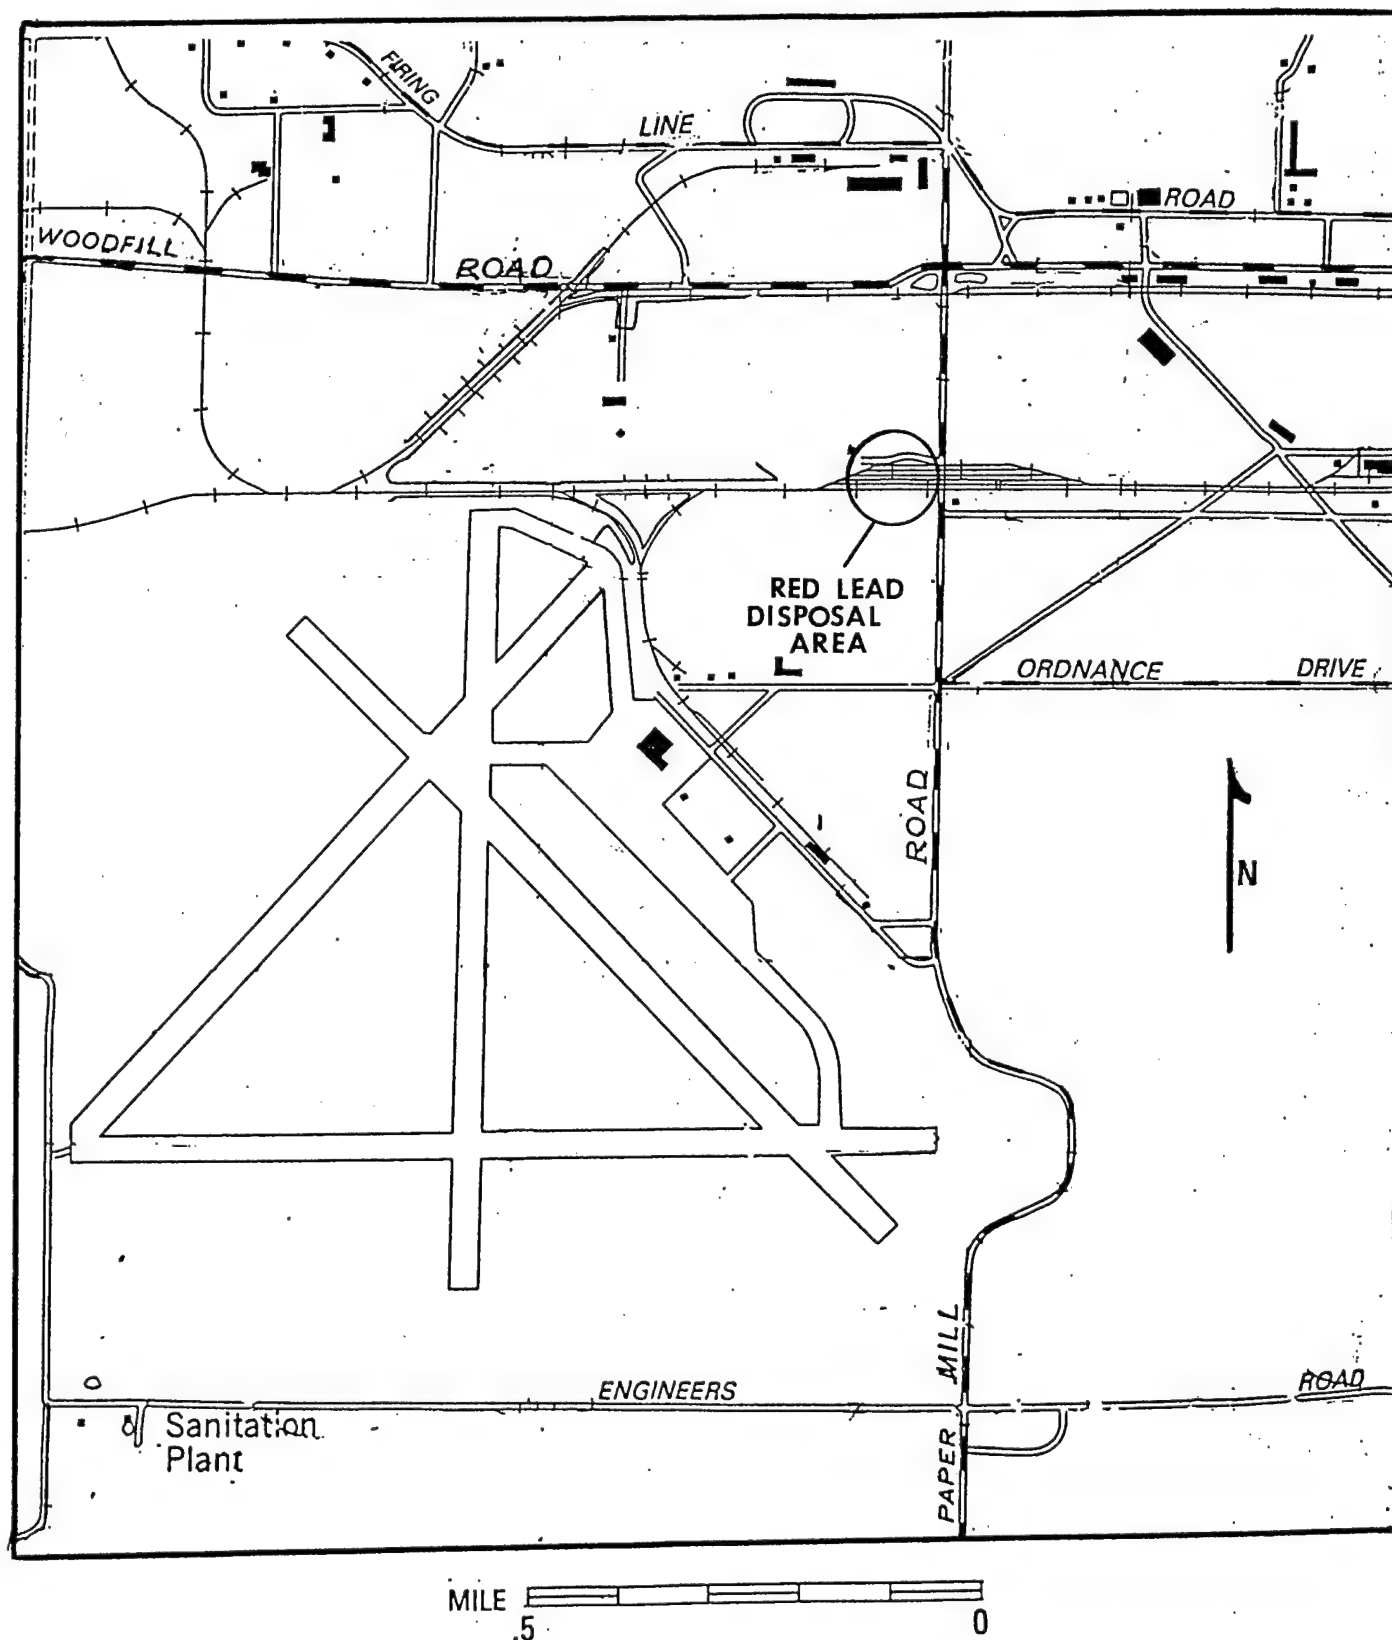 FIRING
LINE
ROAD
WOODFILL
ROAD
RED LEAD
DISPOSAL
AREA
ORDNANCE DRIVE
ROAD
N
MILL
ENGINEERS
ROAD
Sanitation
Plant
PAPER
MILE
.5 0